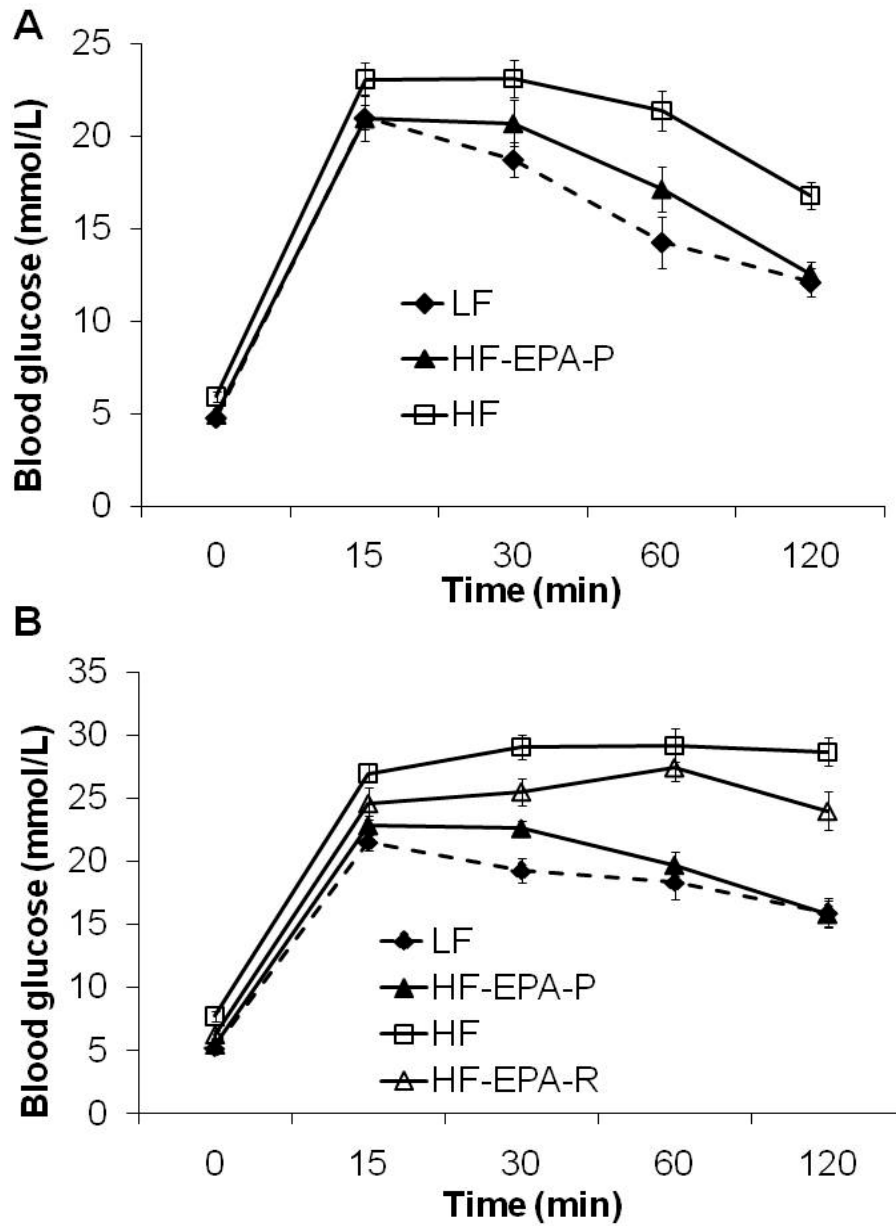 A
Blood glucose (mmol/L)
25
20
15
10
5
0
LF
HF-EPA-P
HF
0 15 30 60 120
Time (min)
B
Blood glucose (mmol/L)
35
30
25
20
15
10
5
0
LF
HF-EPA-P
HF
HF-EPA-R
0 15 30 60 120
Time (min)